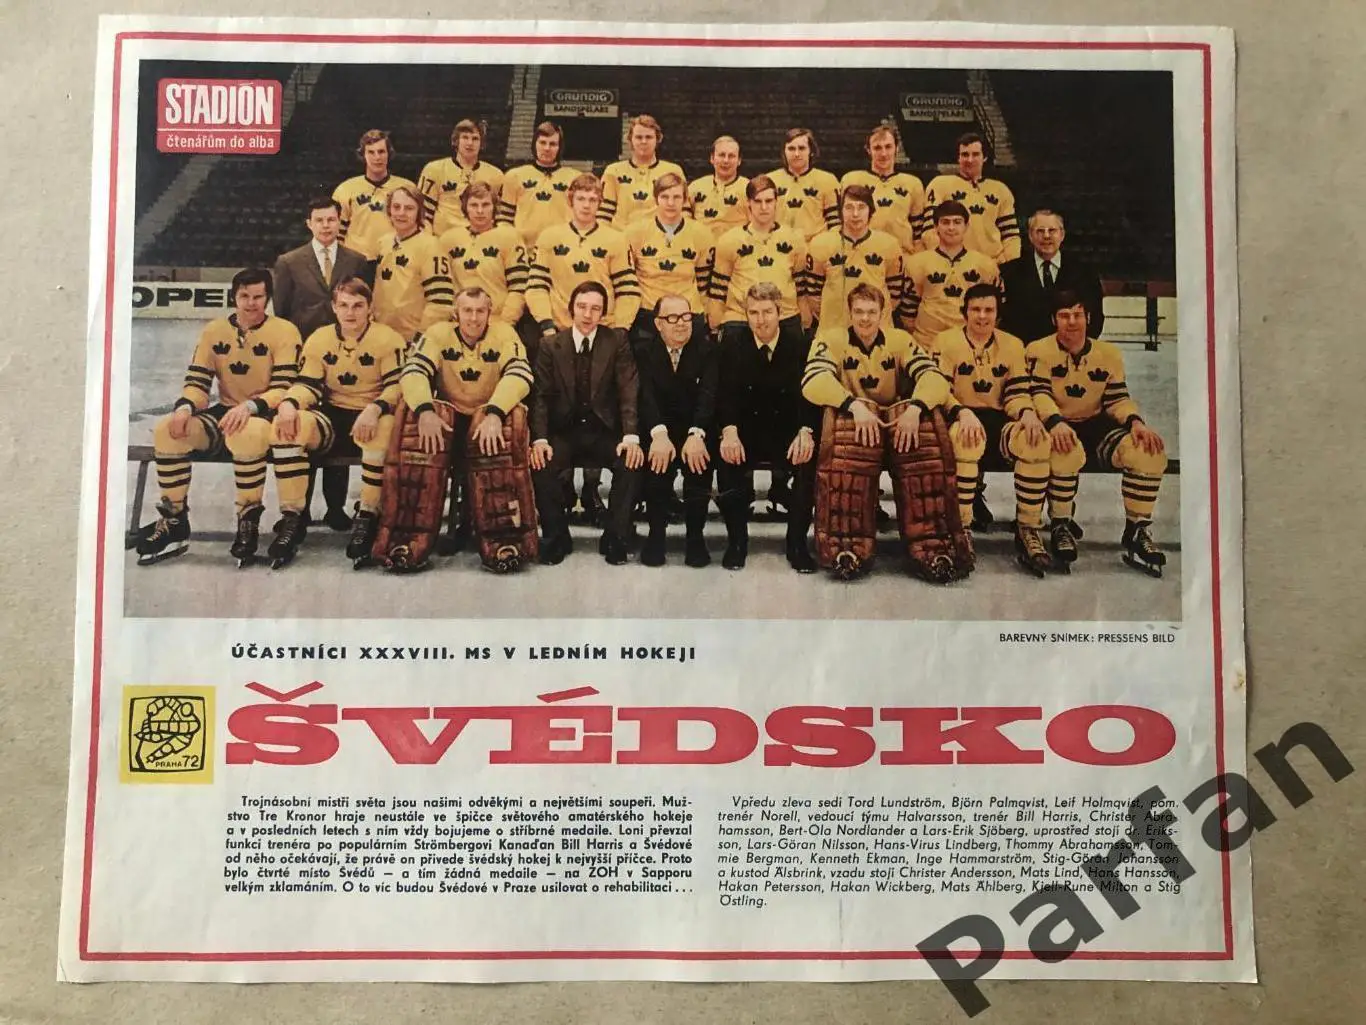 STADIÓN
čtenářům do alba
GRUNDIG
BANDSPELARE
GRUNDIG
BANDSPELARE
OPEL
BAREVNÝ SNÍMEK: PRESSENS BILD
ÚČASTNÍCI XXXVIII. MS V LEDNÍM HOKEJI
PRAHA 72
ŠVÉDSKO
Trojnásobní mistři světa jsou našimi odvěkými a největšími soupeři. Muž-
stvo Tre Kronor hraje neustále ve špičce světového amatérského hokeje
a v posledních letech s ním vždy bojujeme o stříbrné medaile. Loni převzal
funkci trenéra po populárním Strömbergovi Kanaďan Bill Harris a Švédové
od něho očekávají, že právě on přivede švédský hokej k nejvyšší příčce. Proto
bylo čtvrté místo Švédů — a tím žádná medaile — na ZOH v Sapporu
velkým zklamáním. O to víc budou Švédové v Praze usilovat o rehabilitaci . . .
Vpředu zleva sedí Tord Lundström, Björn Palmqvist, Leif Holmqvist, pom.
trenér Norell, vedoucí týmu Halvarsson, trenér Bill Harris, Christer Abra-
hamsson, Bert-Ola Nordlander a Lars-Erik Sjöberg, uprostřed stojí dr. Eriks-
son, Lars-Göran Nilsson, Hans-Virus Lindberg, Thommy Abrahamsson, Tom-
mie Bergman, Kenneth Ekman, Inge Hammarström, Stig-Göran Johansson
a kustod Älsbrink, vzadu stojí Christer Andersson, Mats Lind, Hans Hansson,
Hakan Petersson, Hakan Wickberg, Mats Åhlberg, Kjell-Rune Milton a Stig
Östling.
Parfran